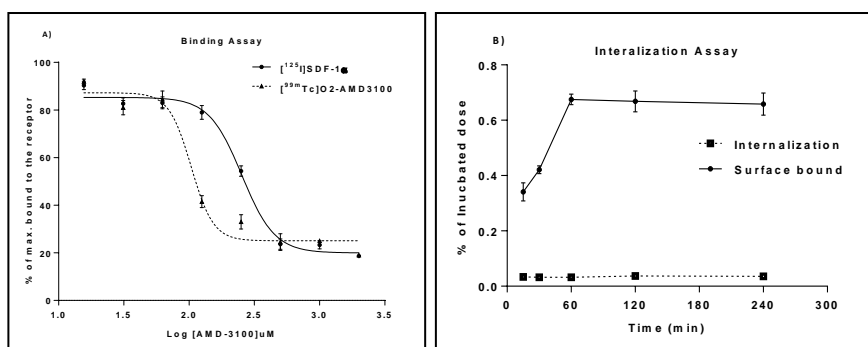 A)
Binding Assay
[125I]SDF-1α
[99mTc]O2-AMD3100
% of max. bound to the receptor
100
80
60
40
20
0
1.0 1.5 2.0 2.5 3.0 3.5
Log [AMD-3100]uM
B)
Interalization Assay
% of Inucbated dose
0.8
0.6
0.4
0.2
0.0
Internalization
Surface bound
0 60 120 180 240 300
Time (min)